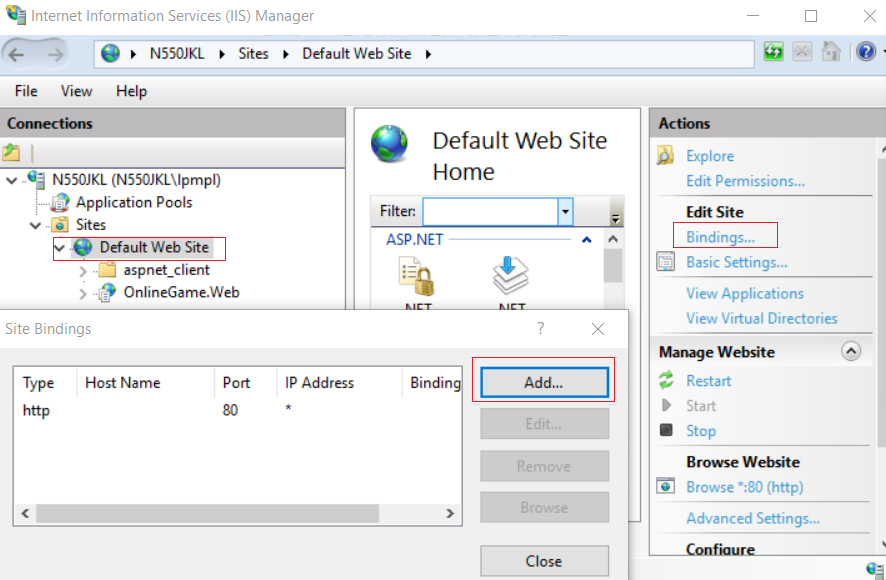 Internet Information Services (IIS) Manager
N550JKL Sites Default Web Site
File View Help
Connections
N550JKL (N550JKL\lpmpl)
Application Pools
Sites
Default Web Site
aspnet_client
OnlineGame.Web
Default Web Site
Home
Filter:
ASP.NET
.NET .NET
Actions
Explore
Edit Permissions...
Edit Site
Bindings...
Basic Settings...
View Applications
View Virtual Directories
Manage Website
Restart
Start
Stop
Browse Website
Browse *:80 (http)
Advanced Settings...
Configure
Site Bindings ?
Type Host Name Port IP Address Binding
http 80 *
Add...
Edit...
Remove
Browse
Close